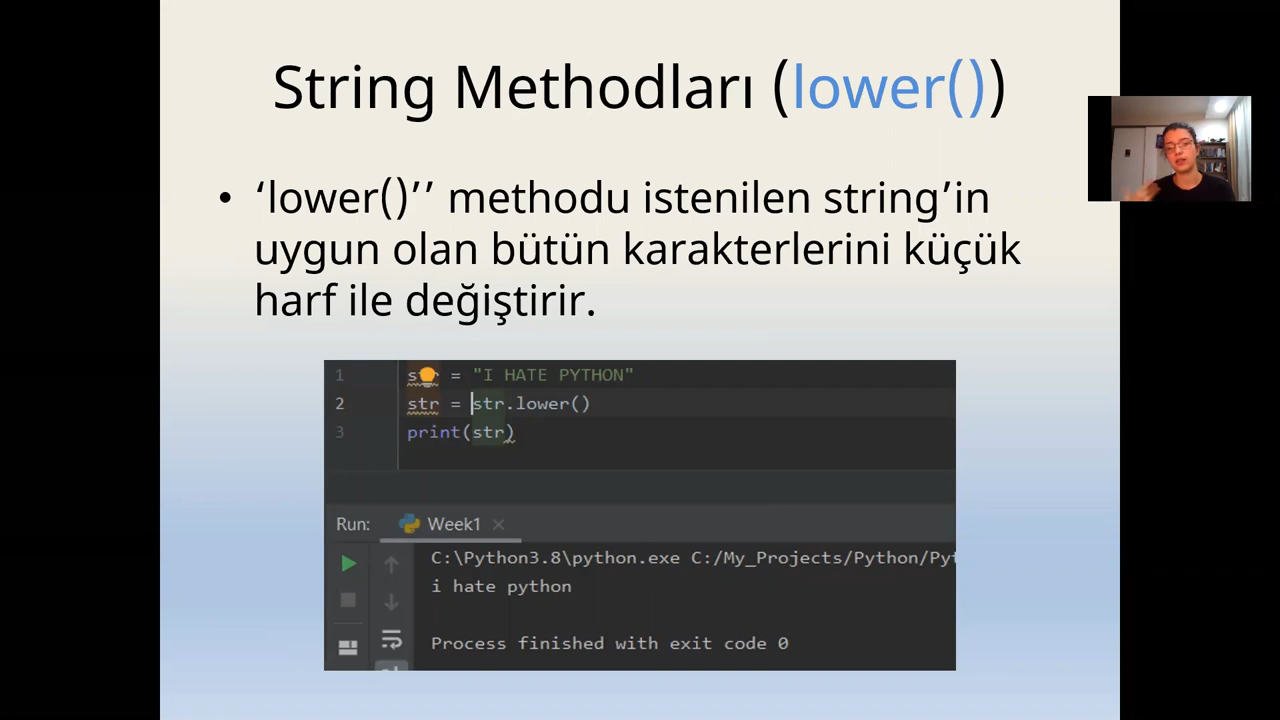 String Methodları (lower())
• ‘lower()’’ methodu istenilen string’in
uygun olan bütün karakterlerini küçük
harf ile değiştirir.
1 = "I HATE PYTHON"
2 str = str.lower()
3 print(str)
Run: Week1
C:\Python3.8\python.exe C:/My_Projects/Python/
i hate python
Process finished with exit code 0